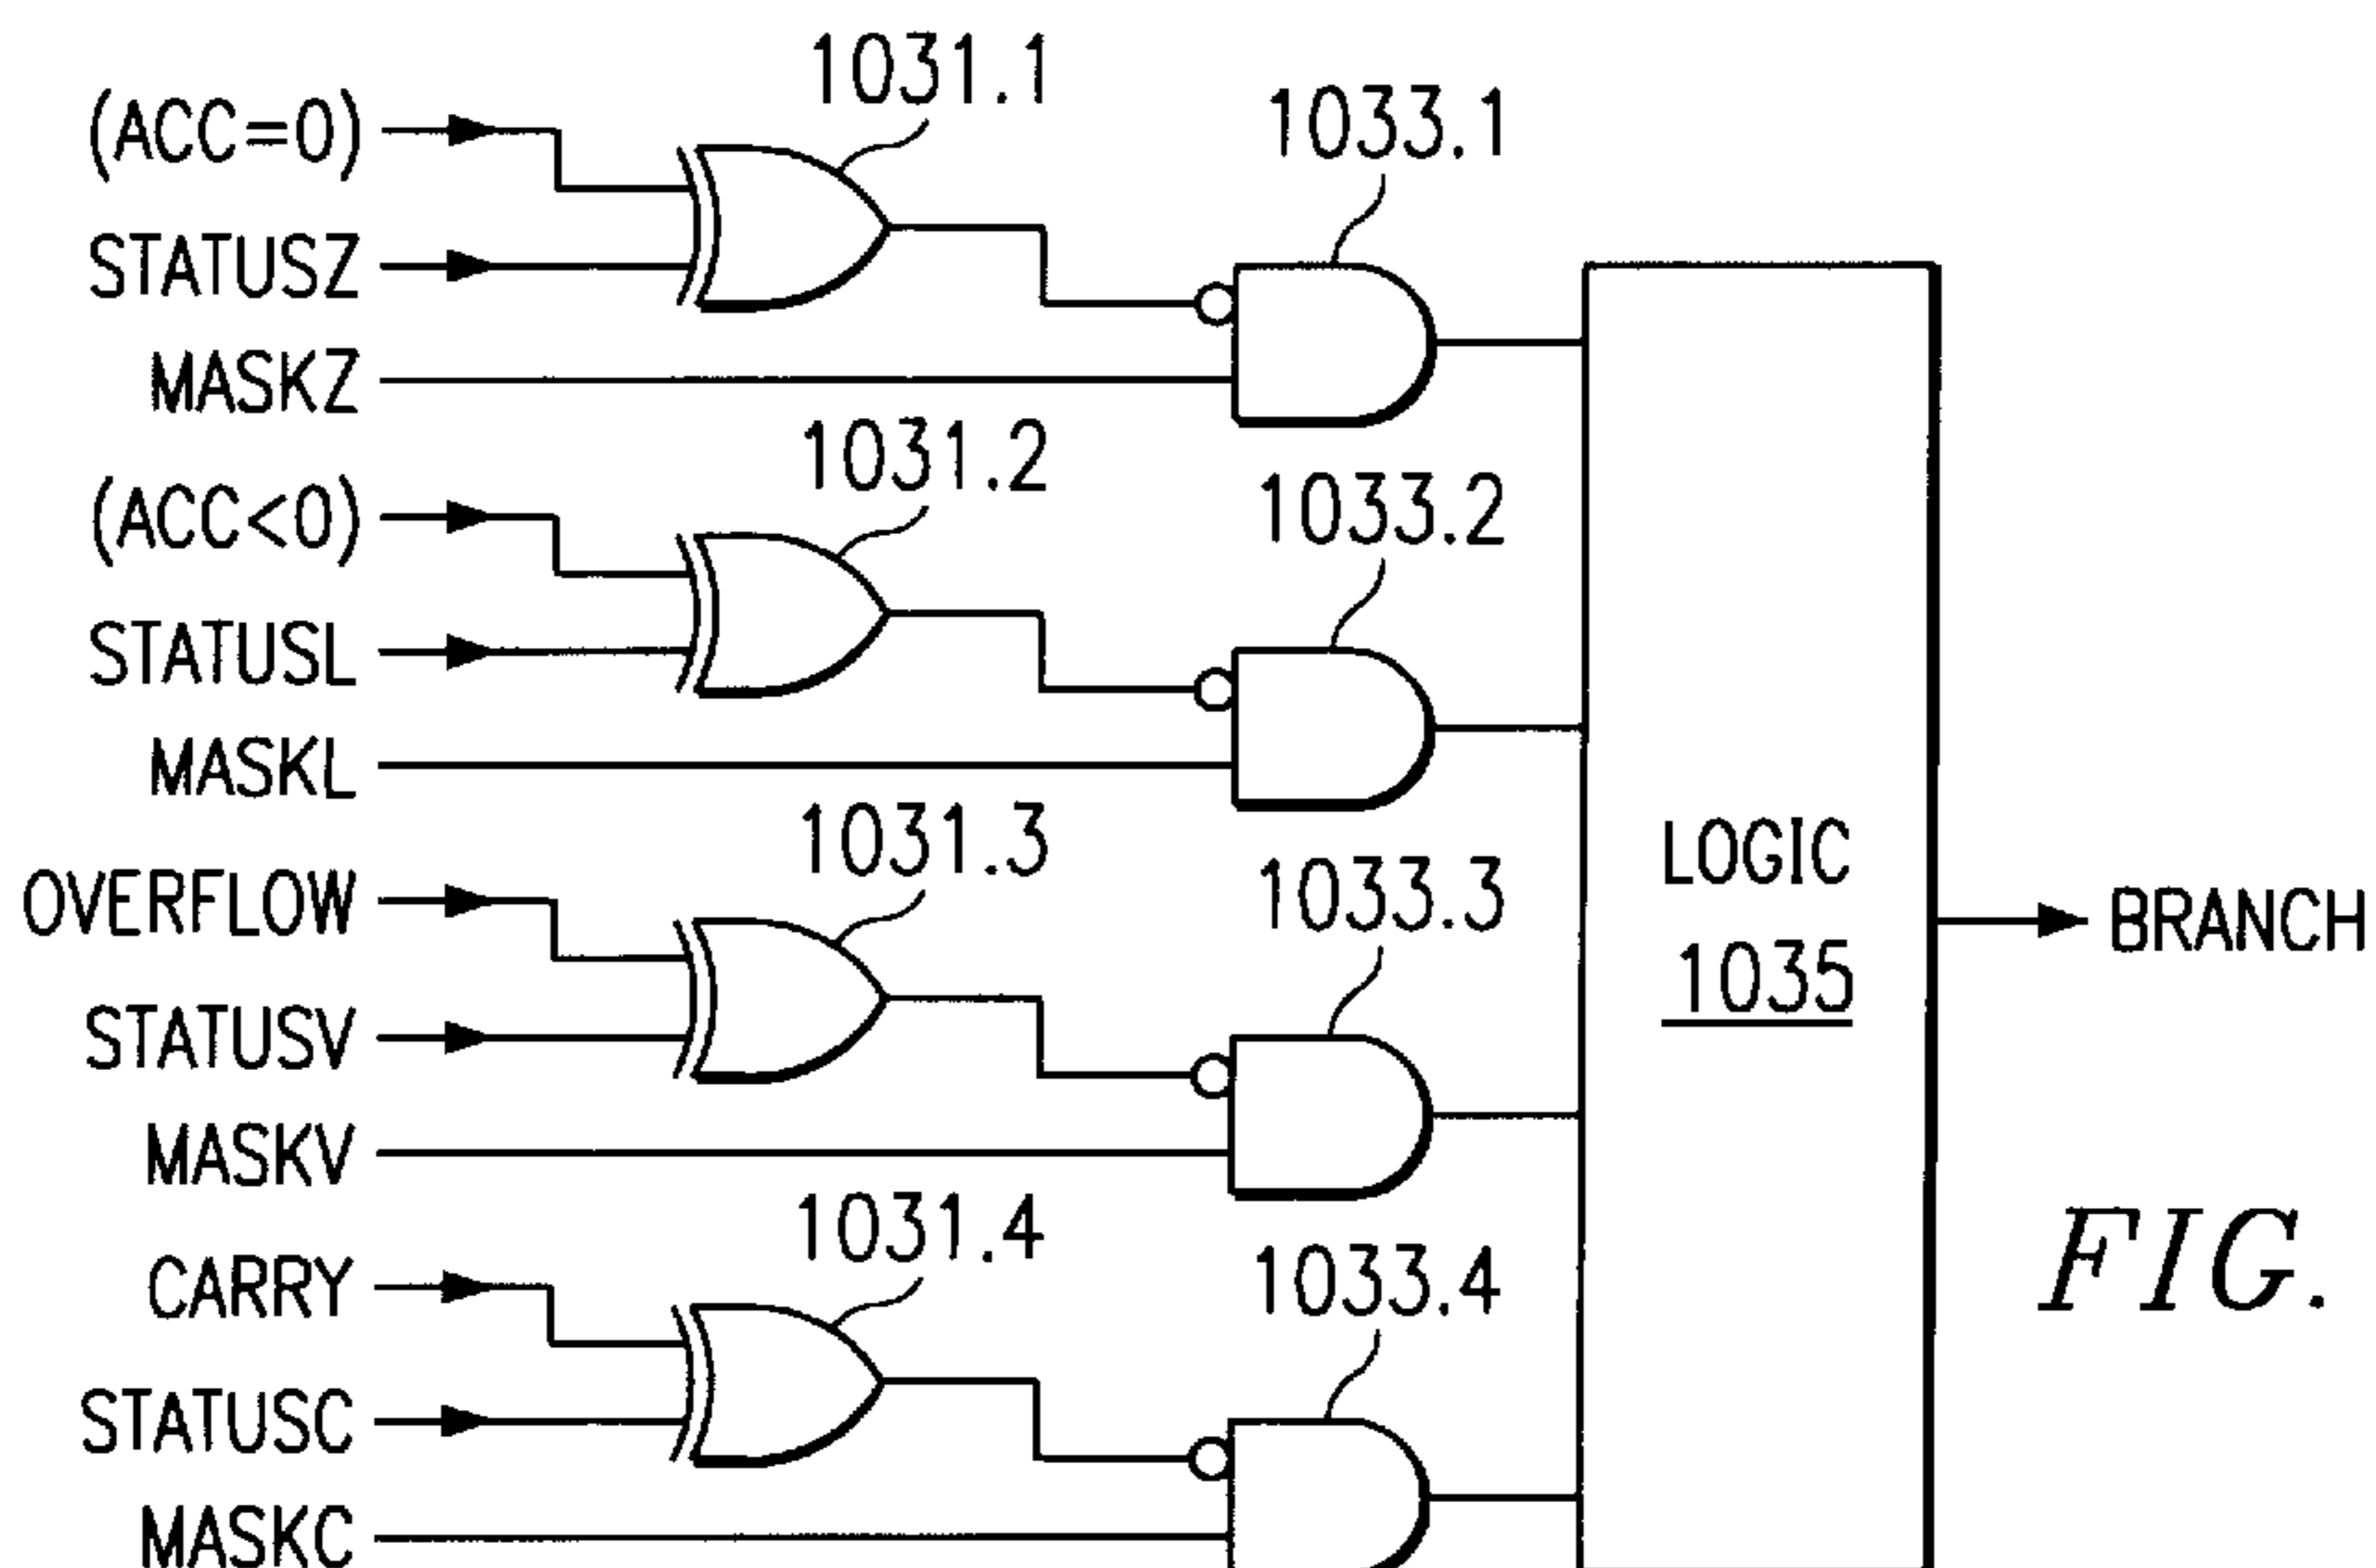 1031.1
(ACC=0)
1033.1
STATUSZ
MASKZ
1031.2
(ACC<0)
1033.2
STATUSL
MASKL
1031.3
OVERFLOW
1033.3
LOGIC
1035
BRANCH
STATUSV
MASKV
1031.4
CARRY
1033.4
FIG.
STATUSC
MASKC